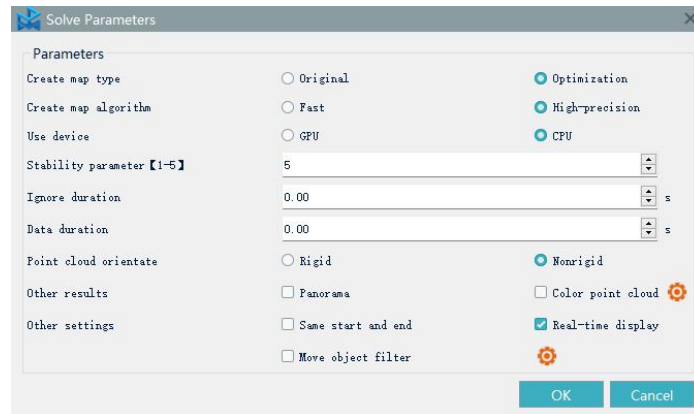 Solve Parameters
Parameters
Create map type Original Optimization
Create map algorithm Fast High-precision
Use device GPU CPU
Stability parameter【1-5】 5
Ignore duration 0.00 s
Data duration 0.00 s
Point cloud orientate Rigid Nonrigid
Other results Panorama Color point cloud
Other settings Same start and end Real-time display
Move object filter
OK Cancel